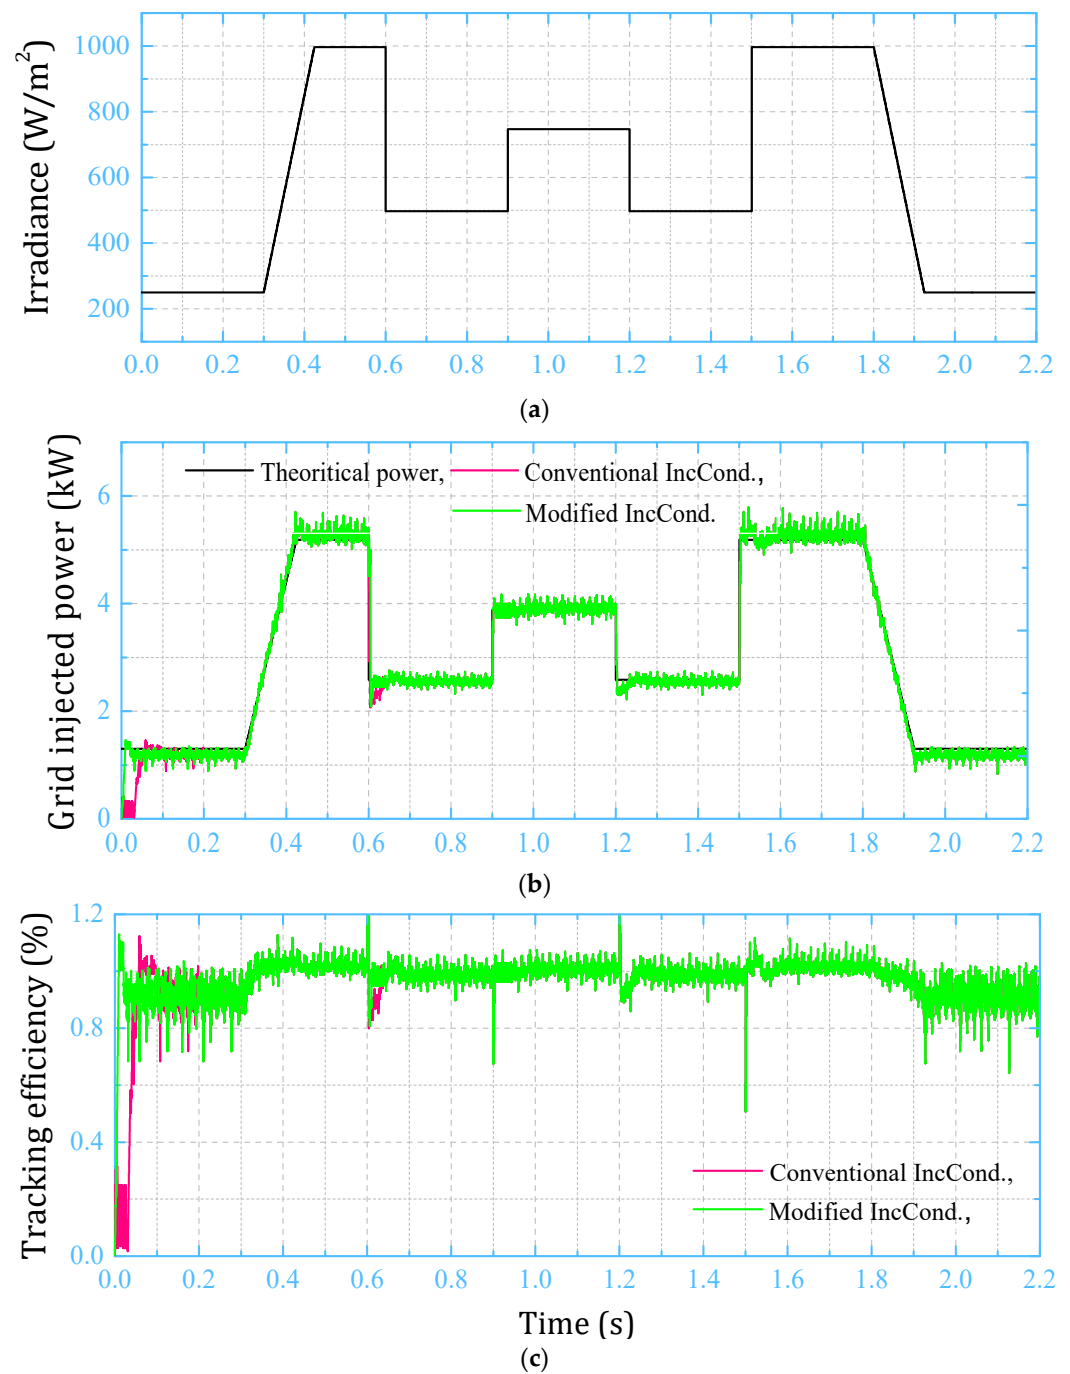 Irradiance (W/m²)
1000
800
600
400
200
0.0 0.2 0.4 0.6 0.8 1.0 1.2 1.4 1.6 1.8 2.0 2.2
(a)
Grid injected power (kW)
Theoritical power, Conventional IncCond.,
Modified IncCond.
6
4
2
0
0.0 0.2 0.4 0.6 0.8 1.0 1.2 1.4 1.6 1.8 2.0 2.2
(b)
Tracking efficiency (%)
1.2
1.0
0.8
0.4
0.0
Conventional IncCond.,
Modified IncCond.,
0.0 0.2 0.4 0.6 0.8 1.0 1.2 1.4 1.6 1.8 2.0 2.2
Time (s)
(c)